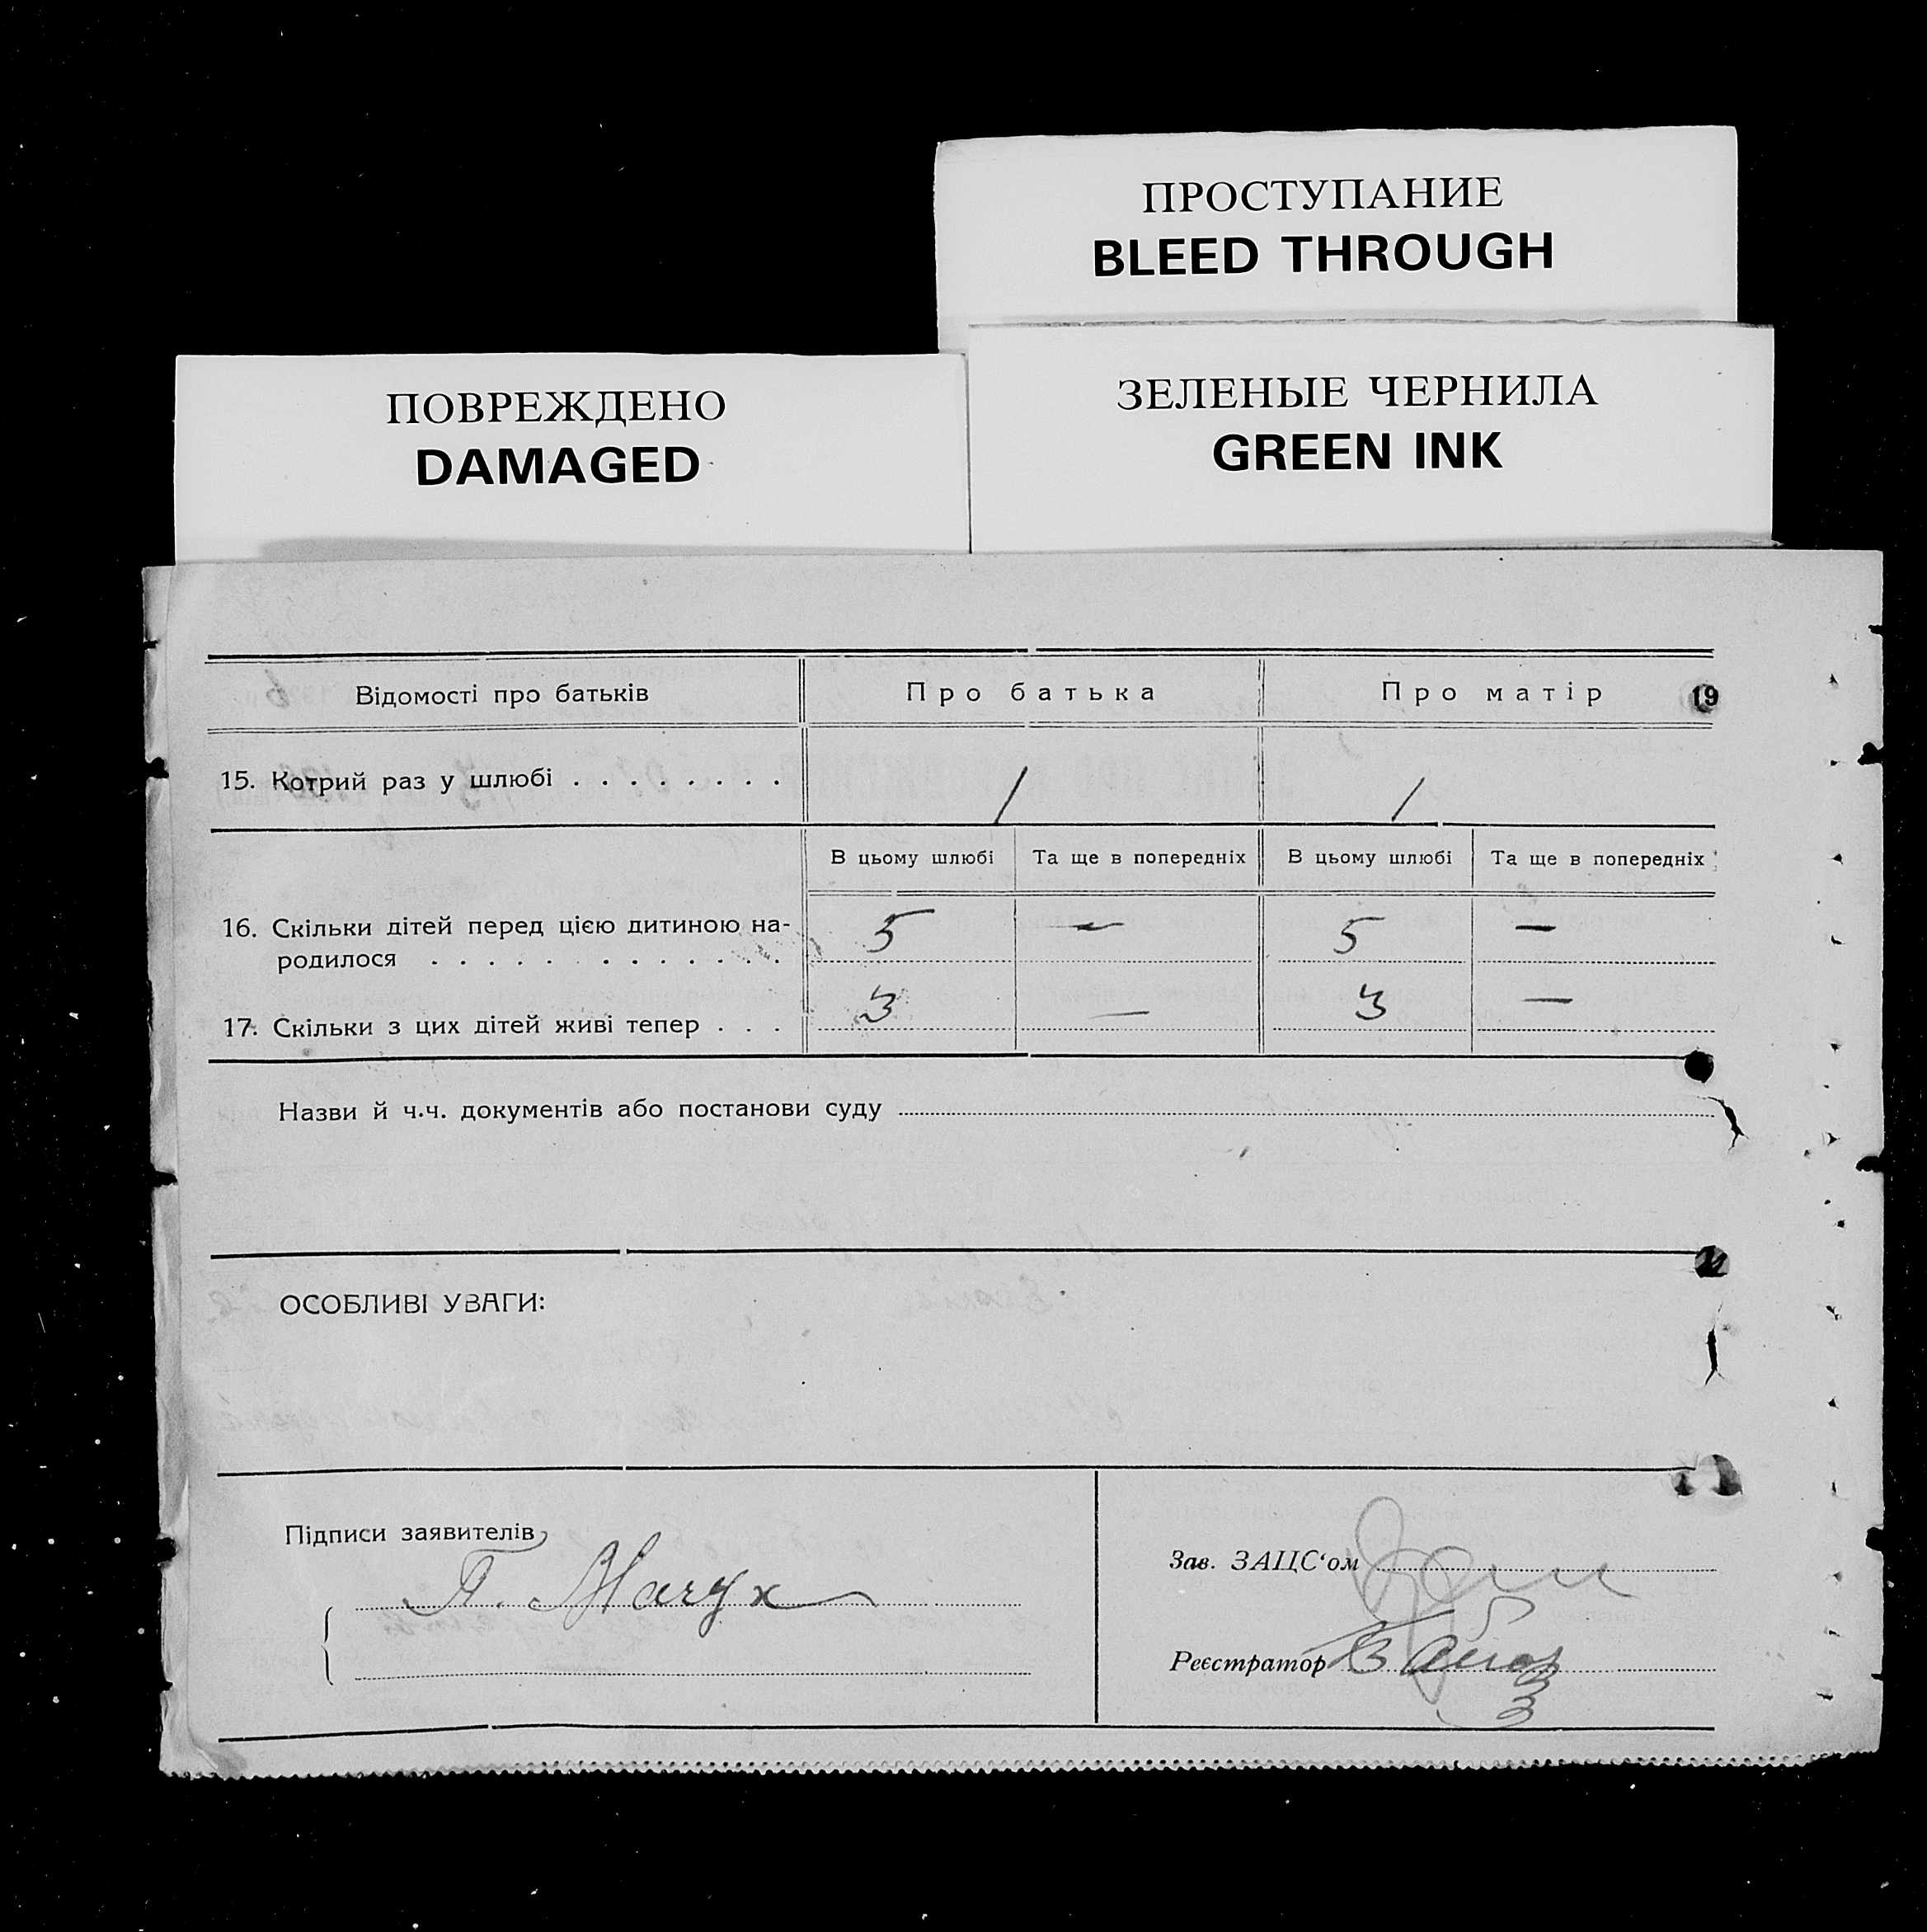 ПРОСТУПАНИЕ
BLEED THROUGH
ПОВРЕЖДЕНО
DAMAGED
ЗЕЛЕНЫЕ ЧЕРНИЛА
GREEN INK
Відомості про батьків Про батька Про матір 19
15. Котрий раз у шлюбі . . . . . . . . / /
В цьому шлюбі Та ще в попередніх В цьому шлюбі Та ще в попередніх
16. Скільки дітей перед цією дитиною на- 5 — 5 —
родилося . . . . . . . . . . . . .
17. Скільки з цих дітей живі тепер . . . 3 — 3 —
Назви й ч.ч. документів або постанови суду
ОСОБЛИВІ УВАГИ:
Підписи заявителів
П. Мачух
Зав. ЗАЦС‘ом
Реєстратор